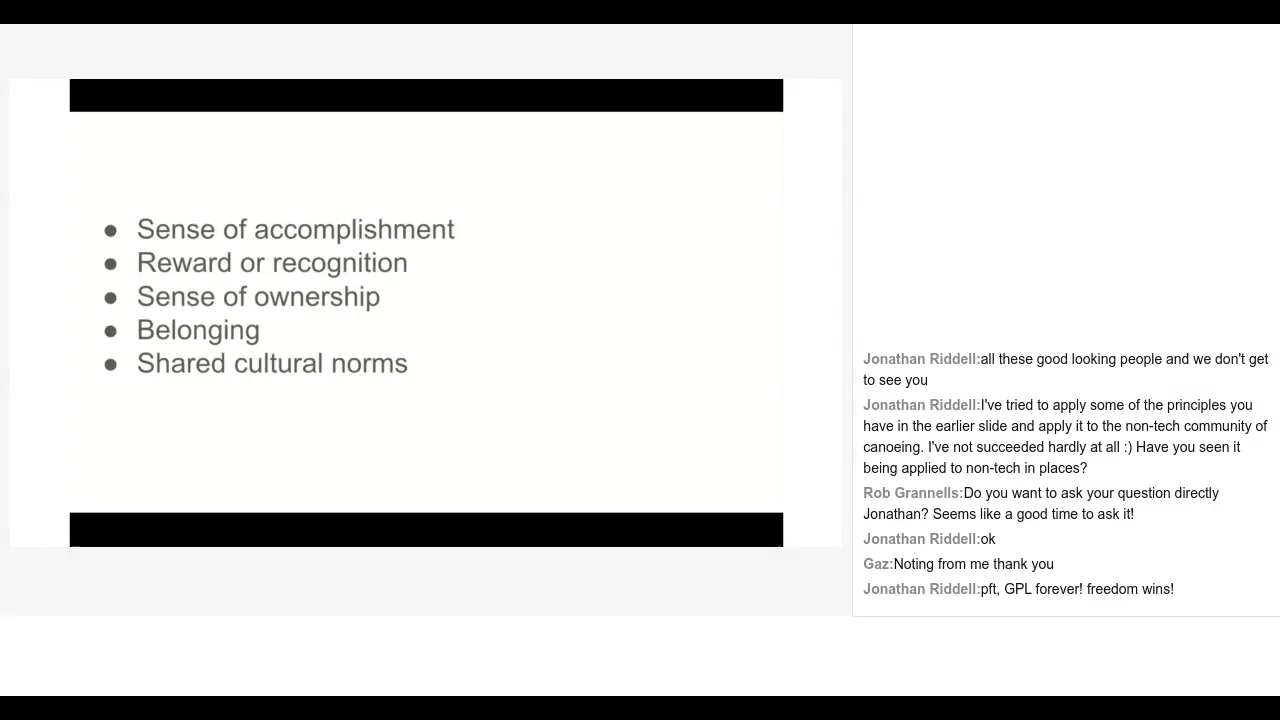 ● Sense of accomplishment
● Reward or recognition
● Sense of ownership
● Belonging
● Shared cultural norms
Jonathan Riddell:all these good looking people and we don't get
to see you
Jonathan Riddell:I've tried to apply some of the principles you
have in the earlier slide and apply it to the non-tech community of
canoeing. I've not succeeded hardly at all :) Have you seen it
being applied to non-tech in places?
Rob Grannells:Do you want to ask your question directly
Jonathan? Seems like a good time to ask it!
Jonathan Riddell:ok
Gaz:Noting from me thank you
Jonathan Riddell:pft, GPL forever! freedom wins!